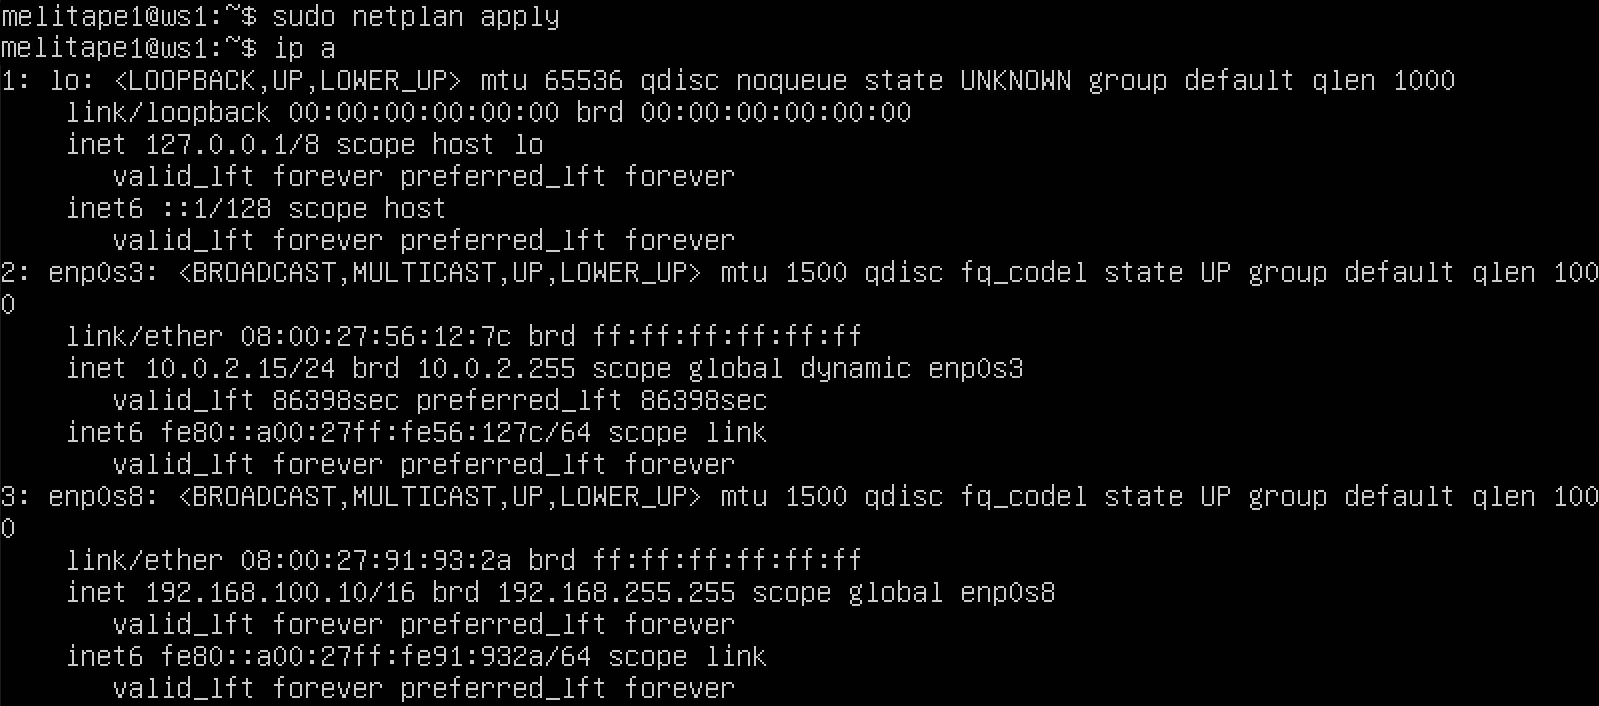 melitape1@ws1:~$ sudo netplan apply
melitape1@ws1:~$ ip a
1: lo: <LOOPBACK,UP,LOWER_UP> mtu 65536 qdisc noqueue state UNKNOWN group default qlen 1000
    link/loopback 00:00:00:00:00:00 brd 00:00:00:00:00:00
    inet 127.0.0.1/8 scope host lo
       valid_lft forever preferred_lft forever
    inet6 ::1/128 scope host
       valid_lft forever preferred_lft forever
2: enp0s3: <BROADCAST,MULTICAST,UP,LOWER_UP> mtu 1500 qdisc fq_codel state UP group default qlen 100
0
    link/ether 08:00:27:56:12:7c brd ff:ff:ff:ff:ff:ff
    inet 10.0.2.15/24 brd 10.0.2.255 scope global dynamic enp0s3
       valid_lft 86398sec preferred_lft 86398sec
    inet6 fe80::a00:27ff:fe56:127c/64 scope link
       valid_lft forever preferred_lft forever
3: enp0s8: <BROADCAST,MULTICAST,UP,LOWER_UP> mtu 1500 qdisc fq_codel state UP group default qlen 100
0
    link/ether 08:00:27:91:93:2a brd ff:ff:ff:ff:ff:ff
    inet 192.168.100.10/16 brd 192.168.255.255 scope global enp0s8
       valid_lft forever preferred_lft forever
    inet6 fe80::a00:27ff:fe91:932a/64 scope link
       valid_lft forever preferred_lft forever